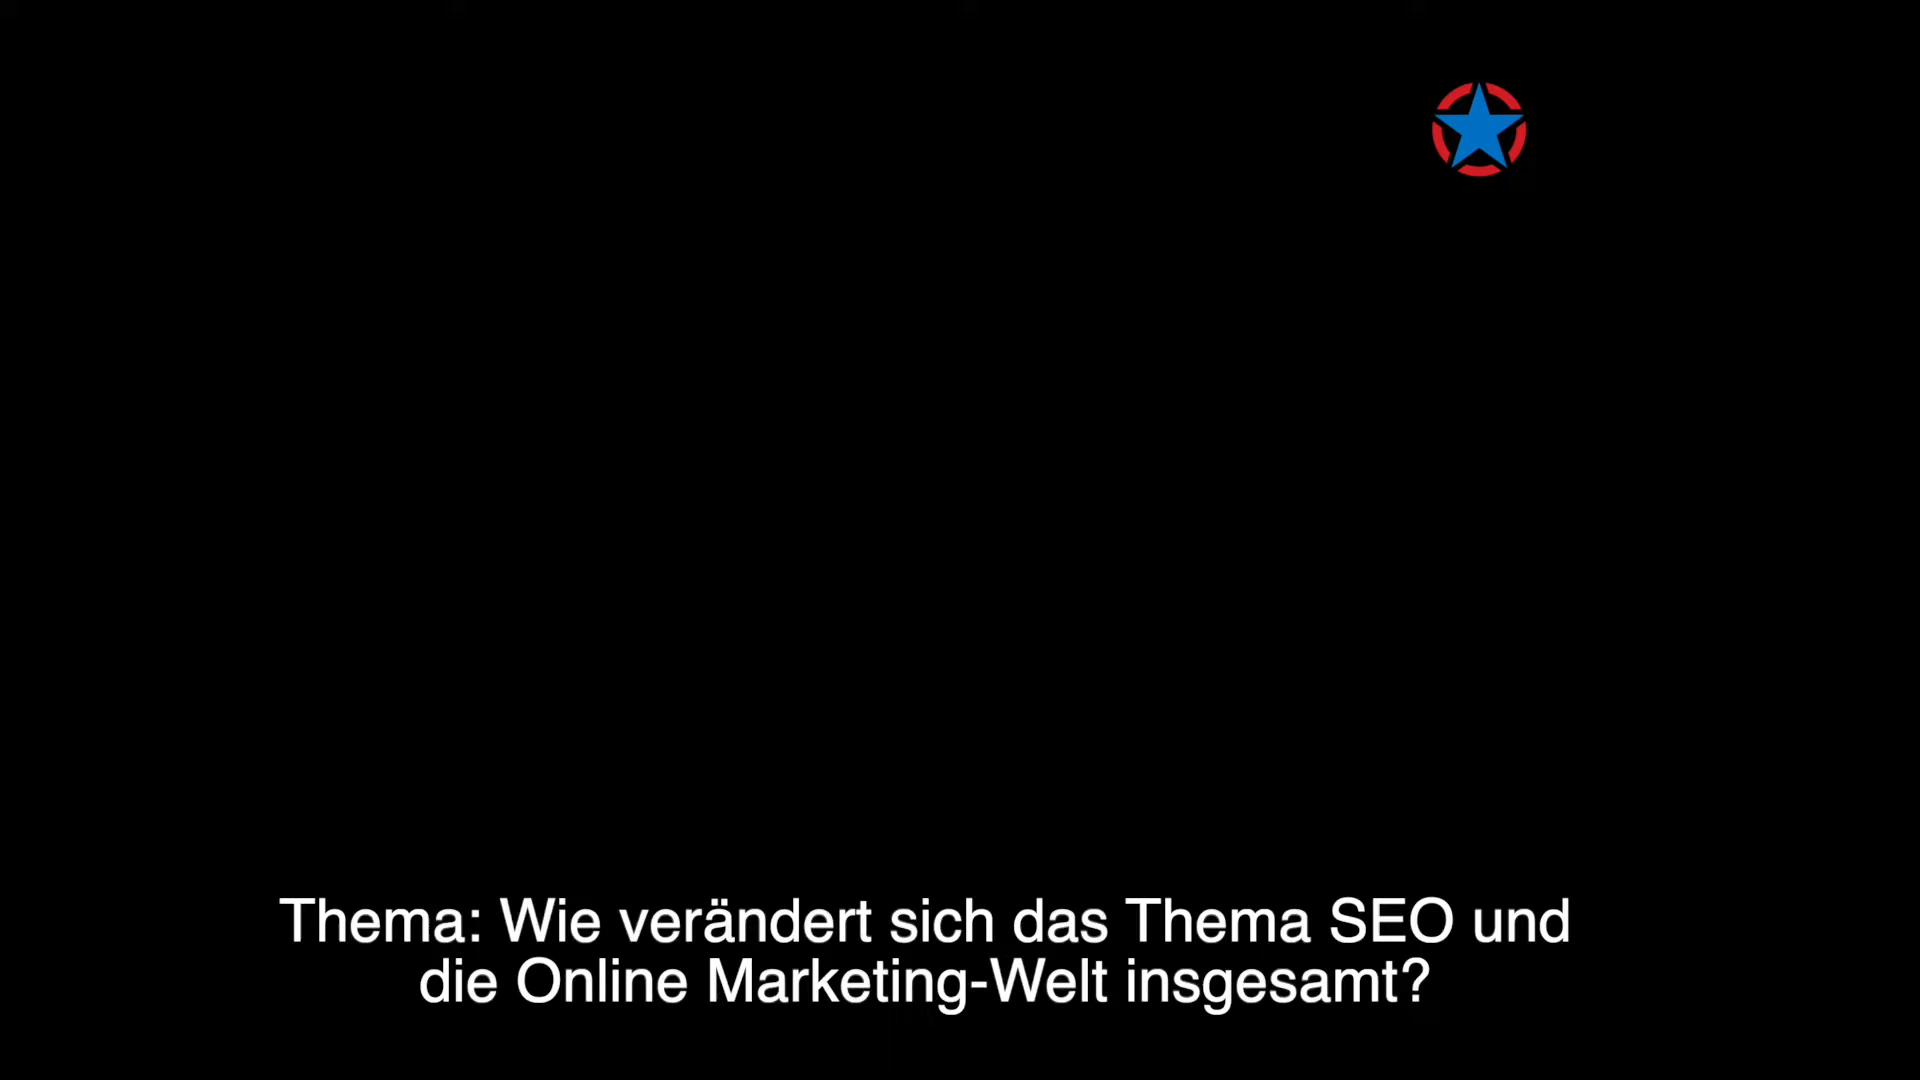 Thema: Wie verändert sich das Thema SEO und
die Online Marketing-Welt insgesamt?